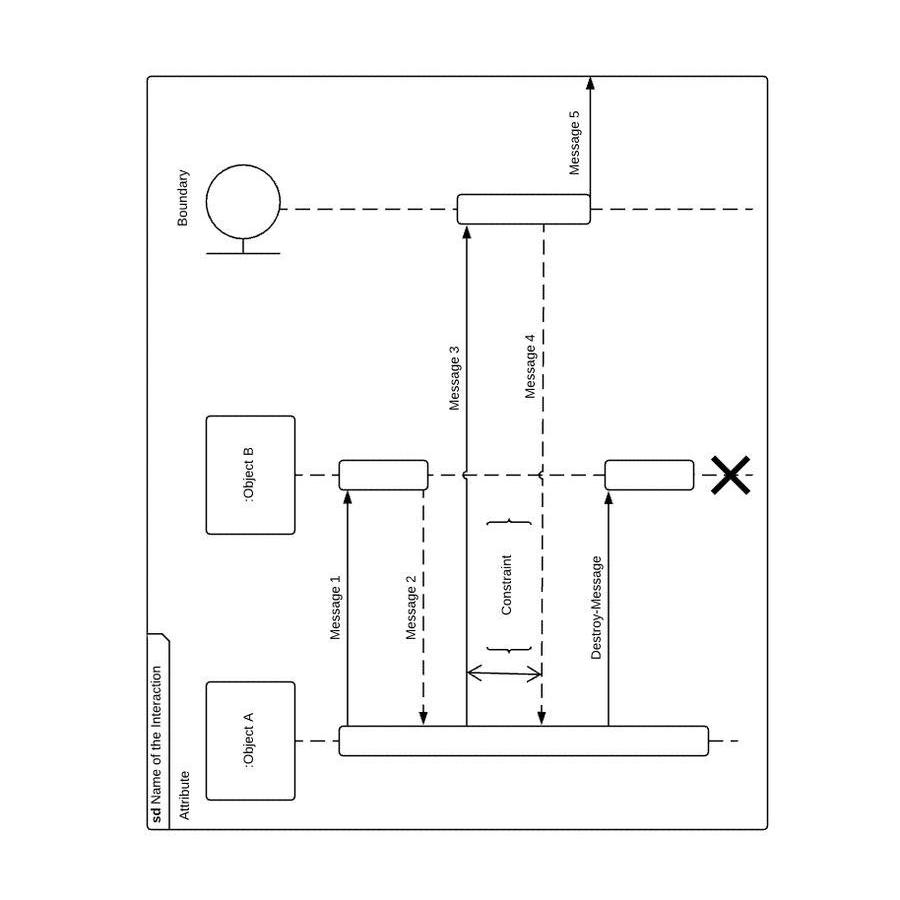 sd Name of the Interaction
Attribute
:Object A
:Object B
Boundary
Message 1
Message 2
Message 3
Constraint
Message 4
Message 5
Destroy-Message